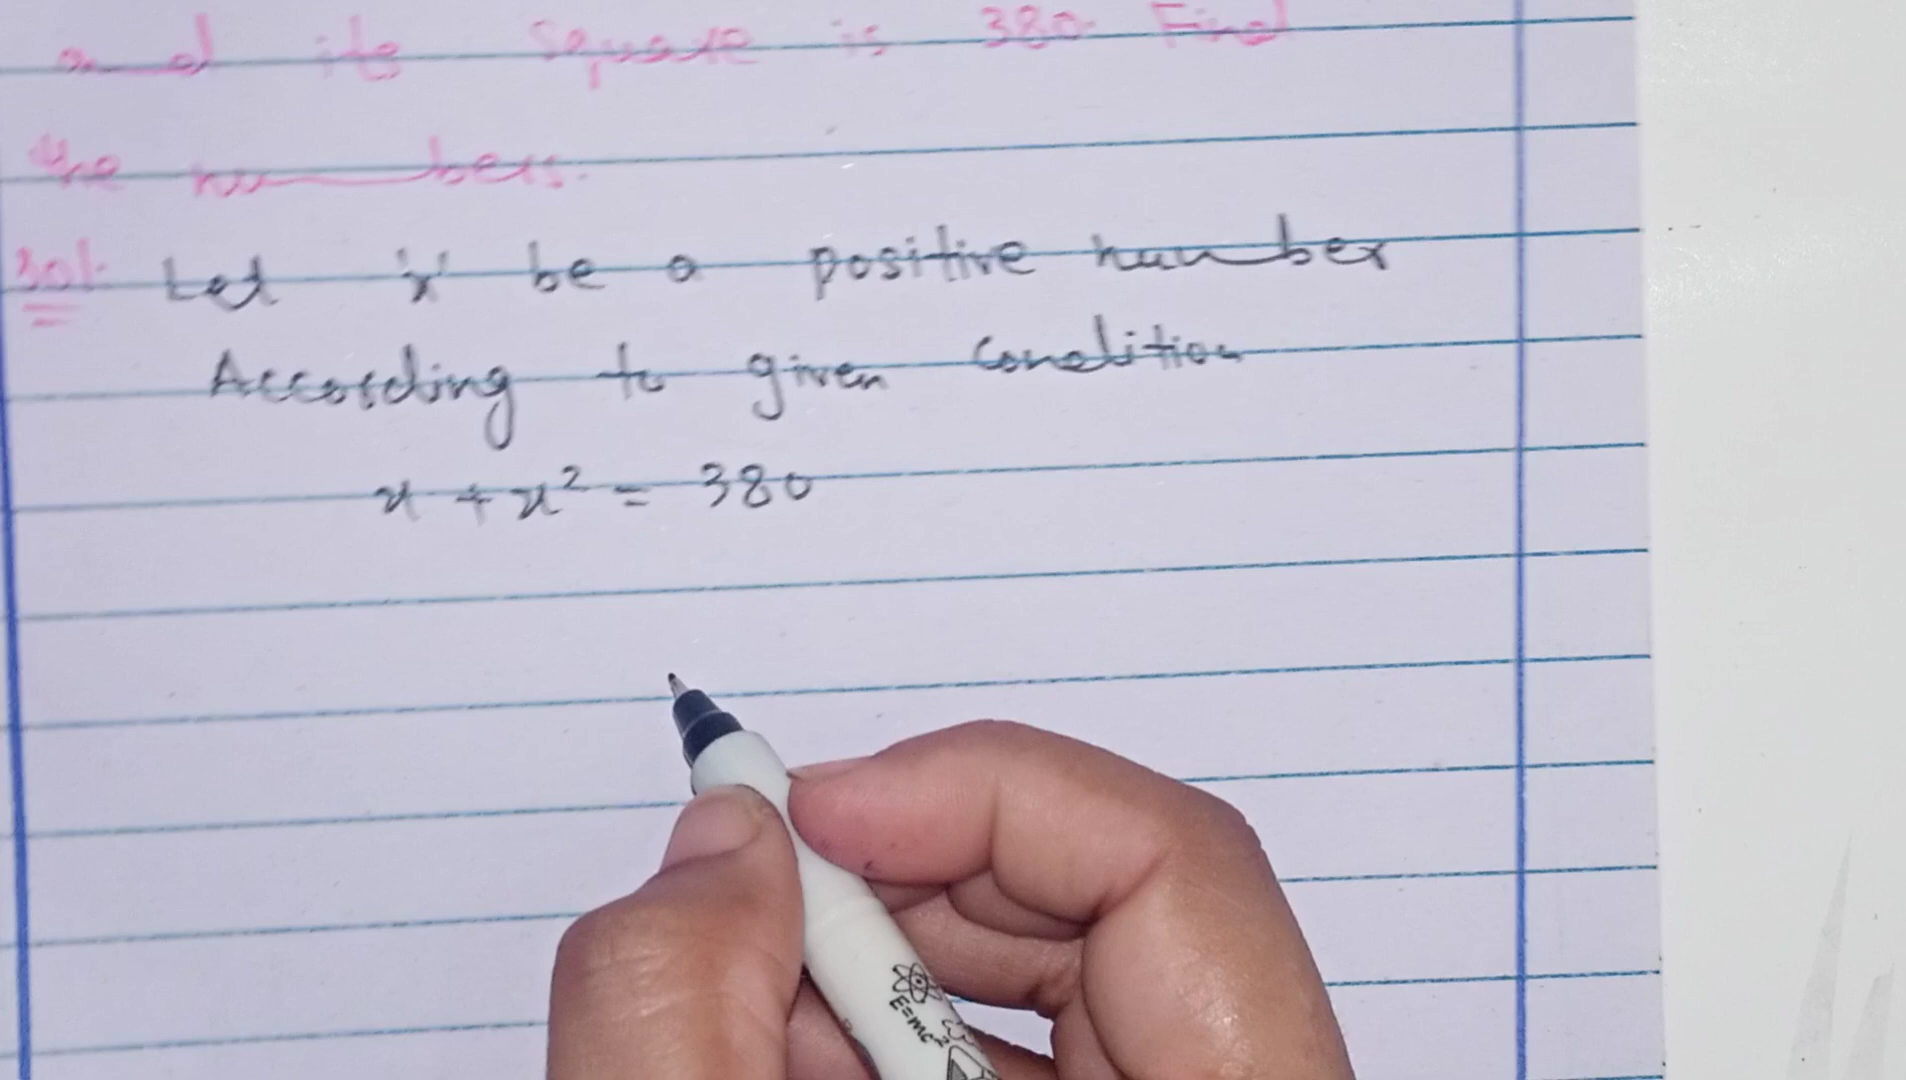 and its square is 380. Find
the numbers.
Sol: Let 'x' be a positive number
According to given condition
x + x² = 380
E=mc²